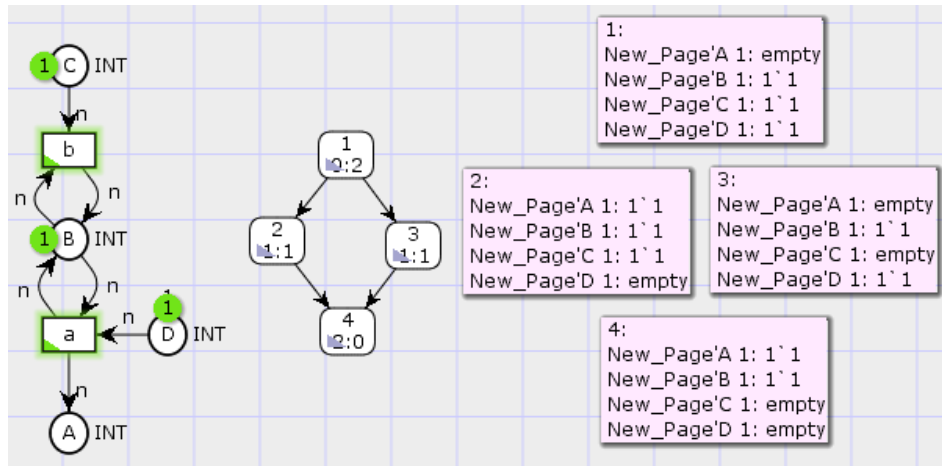 1 C INT
n
b
n n
1 B INT
n n
a n 1 D INT
n
A INT
1
0:2
2
1:1
3
1:1
4
2:0
1:
New_Page'A 1: empty
New_Page'B 1: 1`1
New_Page'C 1: 1`1
New_Page'D 1: 1`1
2:
New_Page'A 1: 1`1
New_Page'B 1: 1`1
New_Page'C 1: 1`1
New_Page'D 1: empty
3:
New_Page'A 1: empty
New_Page'B 1: 1`1
New_Page'C 1: empty
New_Page'D 1: 1`1
4:
New_Page'A 1: 1`1
New_Page'B 1: 1`1
New_Page'C 1: empty
New_Page'D 1: empty